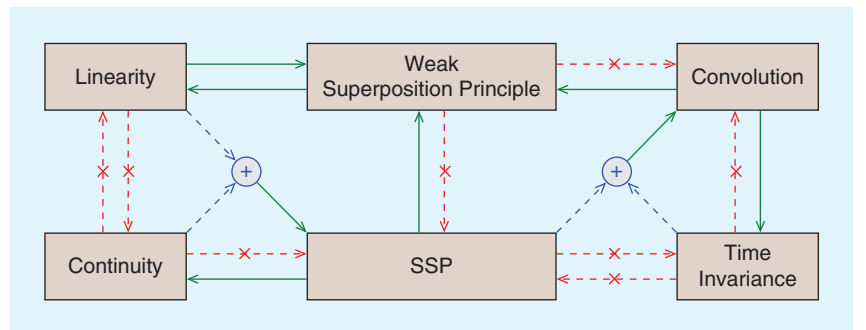 Linearity
Weak
Superposition Principle
Convolution
+
+
Continuity
SSP
Time
Invariance